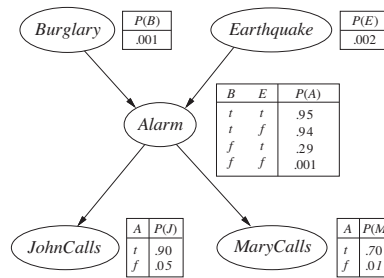 Burglary
P(B)
.001
Earthquake
P(E)
.002
Alarm
B E P(A)
t t .95
t f .94
f t .29
f f .001
JohnCalls
A P(J)
t .90
f .05
MaryCalls
A P(M
t .70
f .01